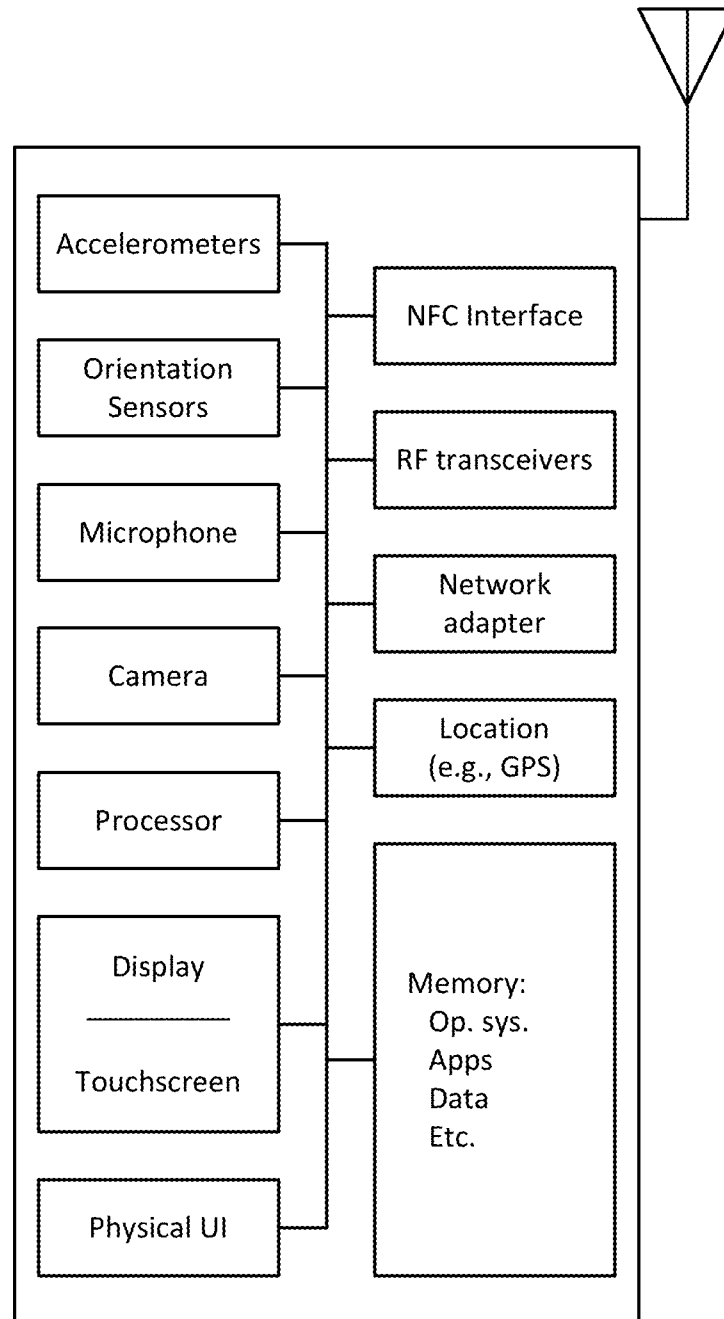 Accelerometers
Orientation
Sensors
Microphone
Camera
Processor
Display
Touchscreen
Physical UI
NFC Interface
RF transceivers
Network
adapter
Location
(e.g., GPS)
Memory:
Op. sys.
Apps
Data
Etc.